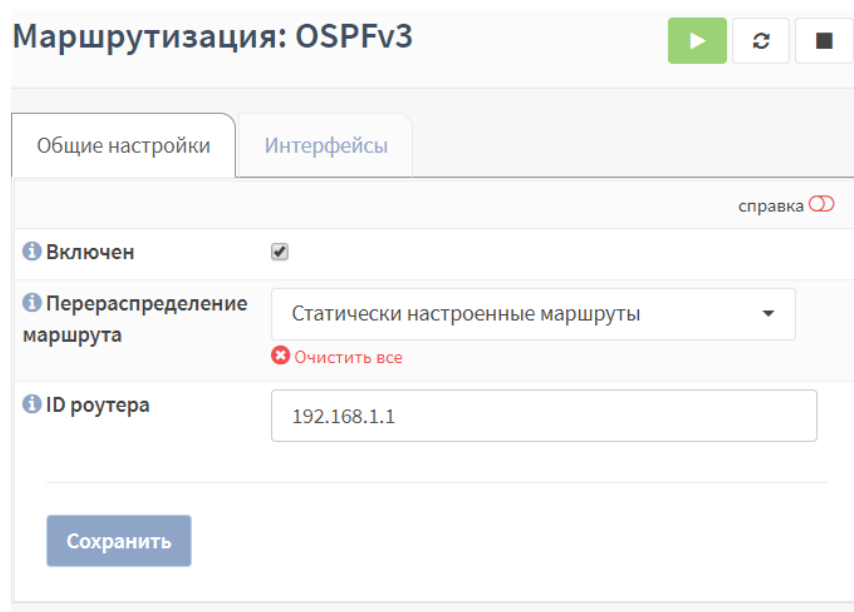 Маршрутизация: OSPFv3
Общие настройки
Интерфейсы
справка
Включен
Перераспределение
маршрута
Статически настроенные маршруты
Очистить все
ID роутера
192.168.1.1
Сохранить